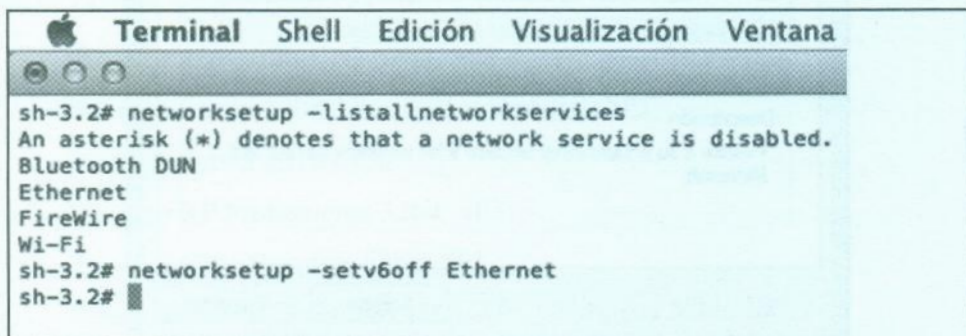 Terminal Shell Edición Visualización Ventana
sh-3.2# networksetup -listallnetworkservices
An asterisk (*) denotes that a network service is disabled.
Bluetooth DUN
Ethernet
FireWire
Wi-Fi
sh-3.2# networksetup -setv6off Ethernet
sh-3.2#